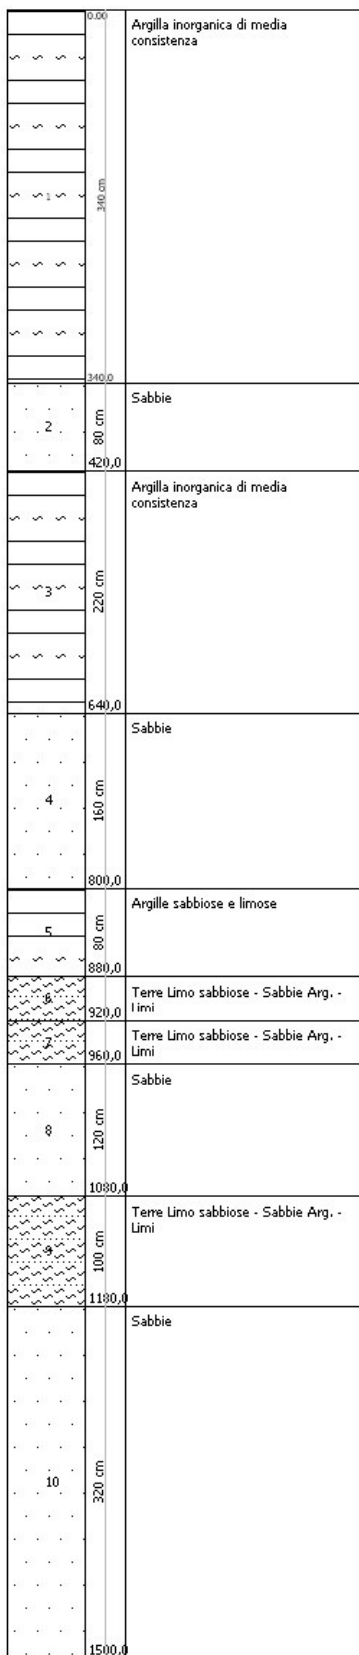 0.00
Argilla inorganica di media
consistenza
1
340 cm
340,0
Sabbie
2
80 cm
420,0
Argilla inorganica di media
consistenza
3
220 cm
640,0
Sabbie
4
160 cm
800,0
Argille sabbiose e limose
5
80 cm
880,0
Terre Limo sabbiose - Sabbie Arg. -
Limi
6
920,0
Terre Limo sabbiose - Sabbie Arg. -
Limi
7
960,0
Sabbie
8
120 cm
1080,0
Terre Limo sabbiose - Sabbie Arg. -
Limi
9
100 cm
1180,0
Sabbie
10
320 cm
1500,0